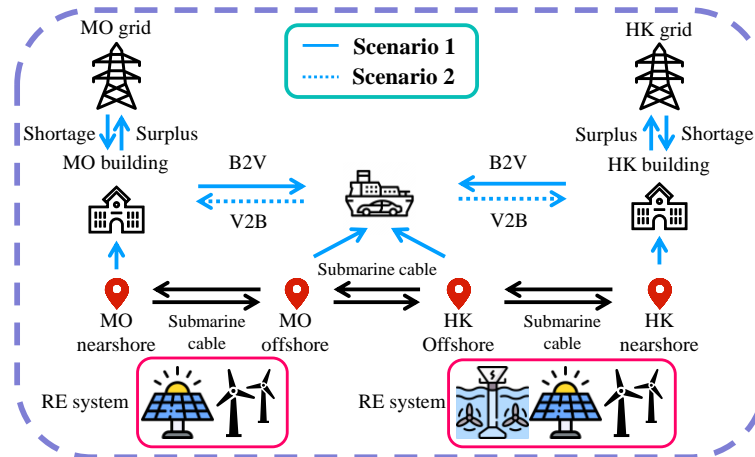 MO grid
HK grid
Scenario 1
Scenario 2
Shortage
Surplus
Surplus
Shortage
MO building
B2V
B2V
HK building
V2B
V2B
Submarine cable
MO
nearshore
Submarine
cable
MO
offshore
HK
Offshore
Submarine
cable
HK
nearshore
RE system
RE system